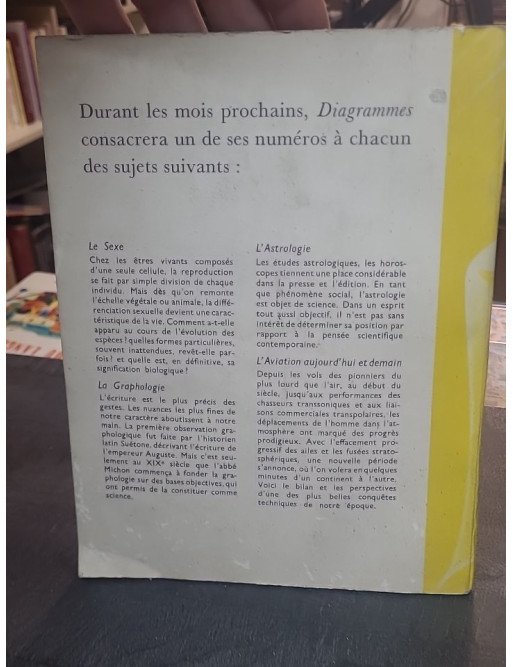 Durant les mois prochains, Diagrammes
consacrera un de ses numéros à chacun
des sujets suivants :
Le Sexe
Chez les êtres vivants composés
d'une seule cellule, la reproduction
se fait par simple division de chaque
individu. Mais dès qu'on remonte
l'échelle végétale ou animale, la diffé-
renciation sexuelle devient une carac-
téristique de la vie. Comment a-t-elle
apparu au cours de l'évolution des
espèces ? quelles formes particulières,
souvent inattendues, revêt-elle par-
fois ? et quelle est, en définitive, sa
signification biologique ?
La Graphologie
L'écriture est le plus précis des
gestes. Les nuances les plus fines de
notre caractère aboutissent à notre
main. La première observation gra-
phologique fut faite par l'historien
latin Suétone, décrivant l'écriture de
l'empereur Auguste. Mais c'est seu-
lement au XIXe siècle que l'abbé
Michon commença à fonder la gra-
phologie sur des bases objectives, qui
ont permis de la constituer comme
science.
L'Astrologie
Les études astrologiques, les horos-
copes tiennent une place considérable
dans la presse et l'édition. En tant
que phénomène social, l'astrologie
est objet de science. Dans un esprit
tout aussi objectif, il n'est pas sans
intérêt de déterminer sa position par
rapport à la pensée scientifique
contemporaine.
L'Aviation aujourd'hui et demain
Depuis les vols des pionniers du
plus lourd que l'air, au début du
siècle, jusqu'aux performances des
chasseurs transsoniques et aux liai-
sons commerciales transpolaires, les
déplacements de l'homme dans l'at-
mosphère ont marqué des progrès
prodigieux. Avec l'effacement pro-
gressif des ailes et les fusées strato-
sphériques, une nouvelle période
s'annonce, où l'on volera en quelques
minutes d'un continent à l'autre.
Voici le bilan et les perspectives
d'une des plus belles conquêtes
techniques de notre époque.